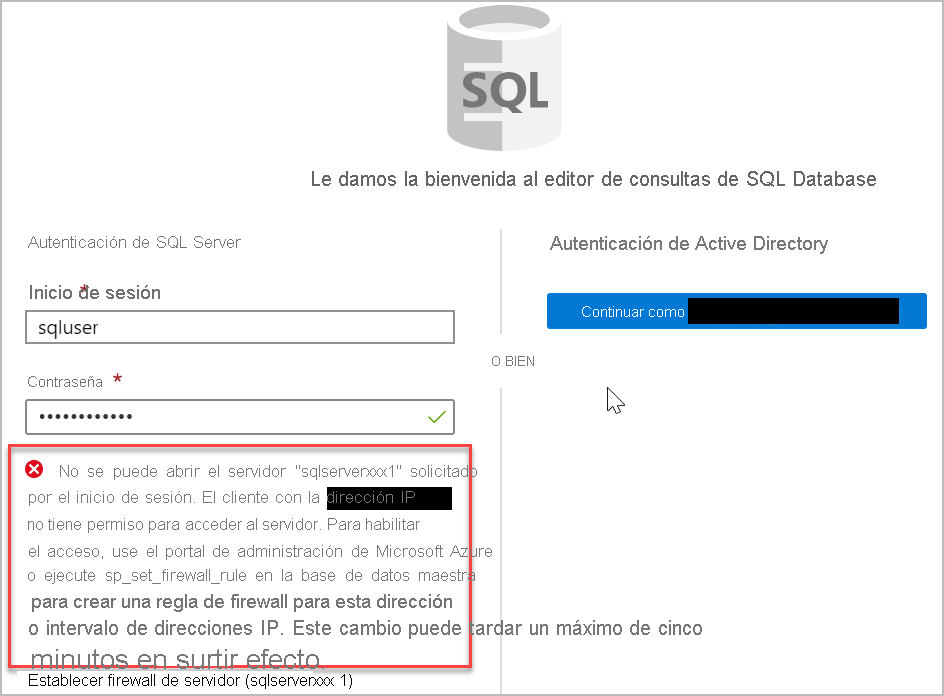 SQL
Le damos la bienvenida al editor de consultas de SQL Database
Autenticación de SQL Server
Inicio de sesión *
sqluser
Contraseña *
••••••••••••
No se puede abrir el servidor "sqlserverxxx1" solicitado
por el inicio de sesión. El cliente con la dirección IP
no tiene permiso para acceder al servidor. Para habilitar
el acceso, use el portal de administración de Microsoft Azure
o ejecute sp_set_firewall_rule en la base de datos maestra
para crear una regla de firewall para esta dirección
o intervalo de direcciones IP. Este cambio puede tardar un máximo de cinco
minutos en surtir efecto.
Establecer firewall de servidor (sqlserverxxx 1)
O BIEN
Autenticación de Active Directory
Continuar como